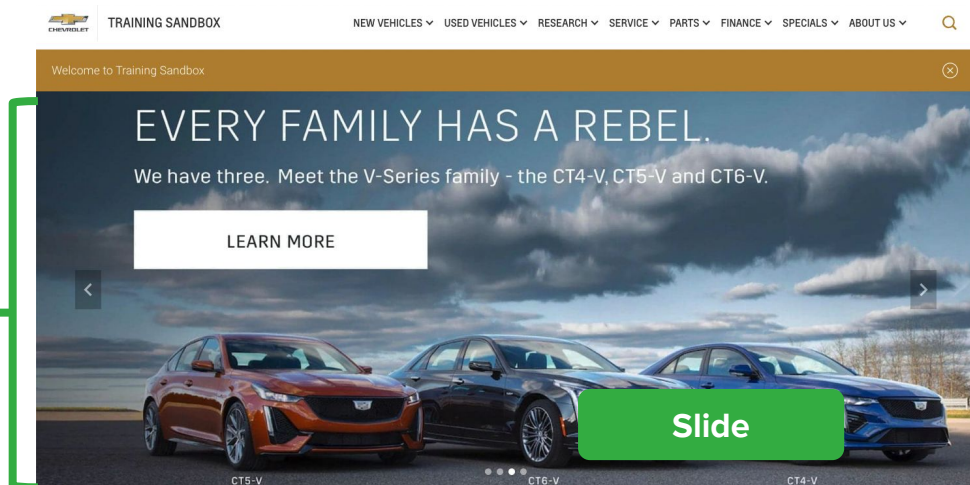 CHEVROLET
TRAINING SANDBOX
NEW VEHICLES USED VEHICLES RESEARCH SERVICE PARTS FINANCE SPECIALS ABOUT US
Welcome to Training Sandbox
EVERY FAMILY HAS A REBEL.
We have three. Meet the V-Series family - the CT4-V, CT5-V and CT6-V.
LEARN MORE
Slide
CT5-V CT6-V CT4-V